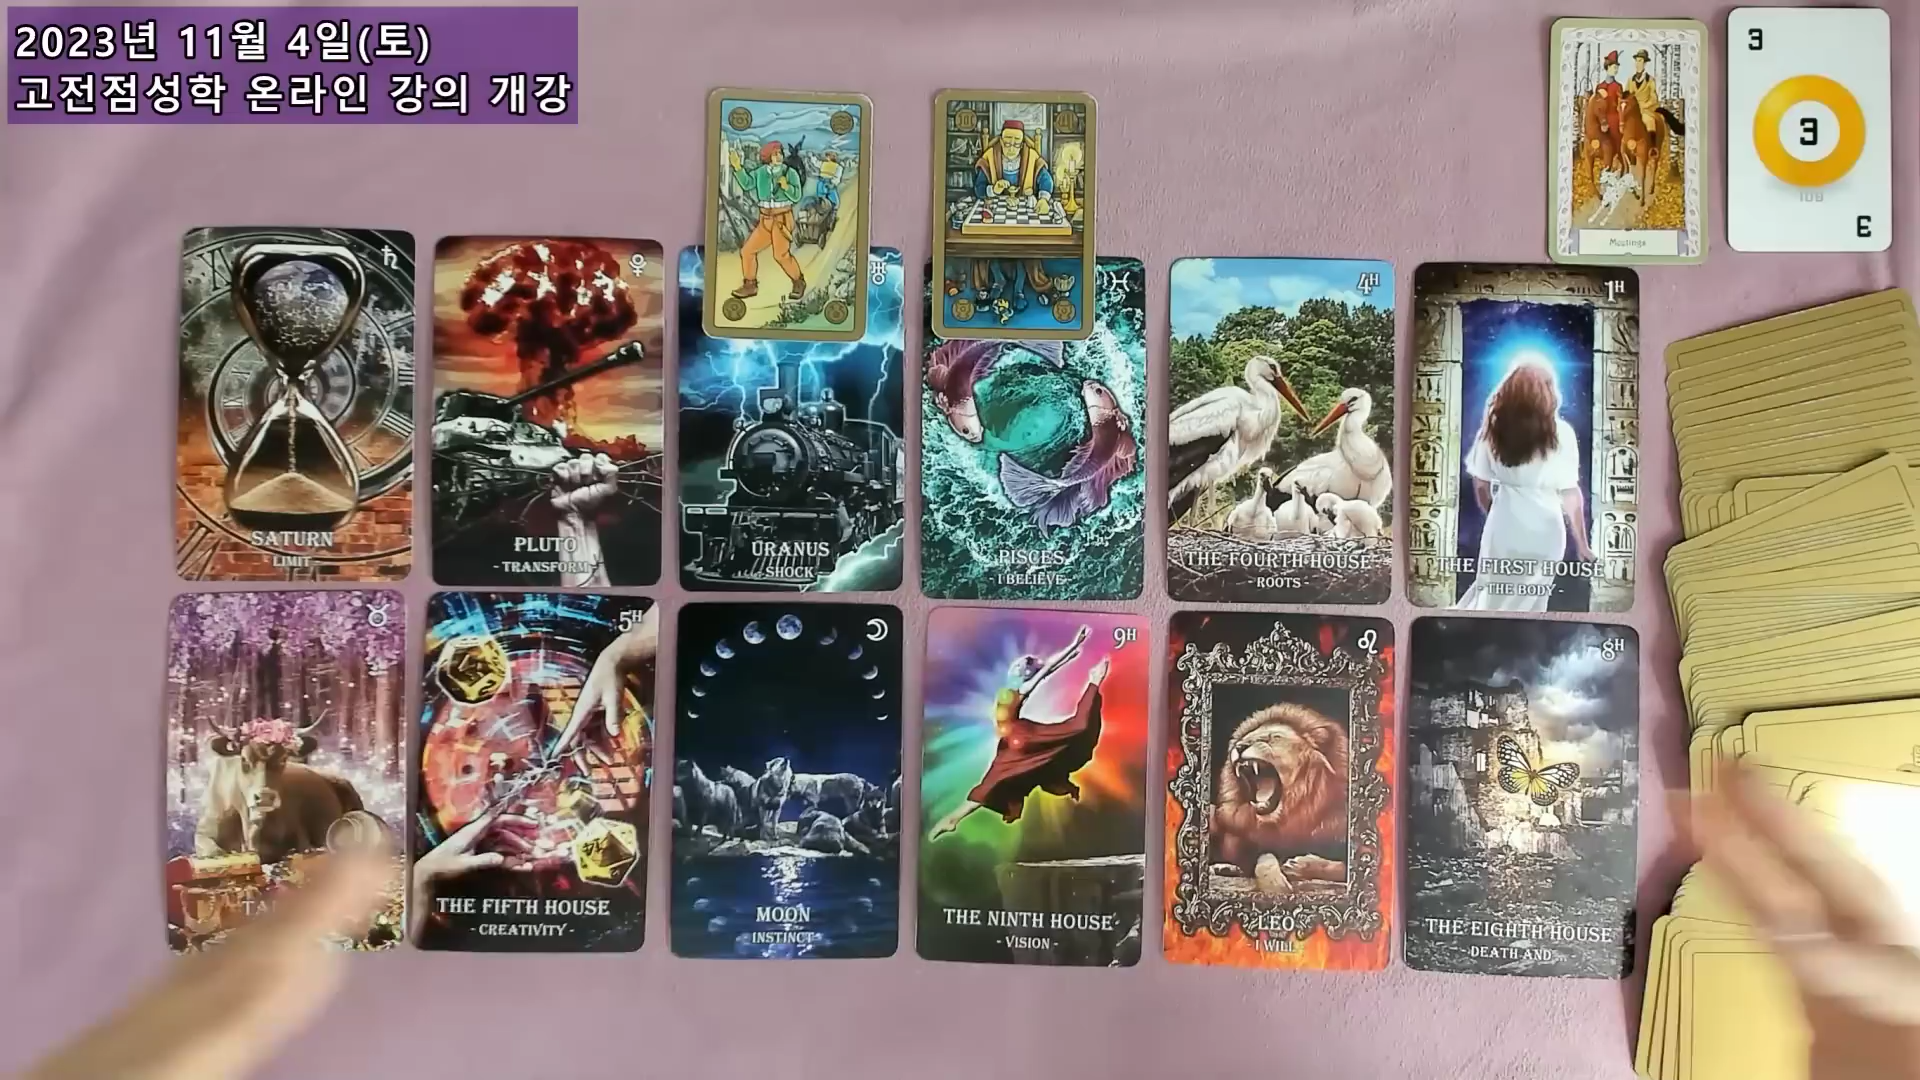 2023년 11월 4일(토)
고전점성학 온라인 강의 개강
Meetings
3
3
3
SATURN
- LIMIT -
PLUTO
- TRANSFORM -
URANUS
- SHOCK -
PISCES
- I BELIEVE -
4H
THE FOURTH HOUSE
- ROOTS -
1H
THE FIRST HOUSE
- THE BODY -
5H
THE FIFTH HOUSE
- CREATIVITY -
MOON
- INSTINCT -
9H
THE NINTH HOUSE
- VISION -
LEO
- I WILL -
8H
THE EIGHTH HOUSE
- DEATH AND... -